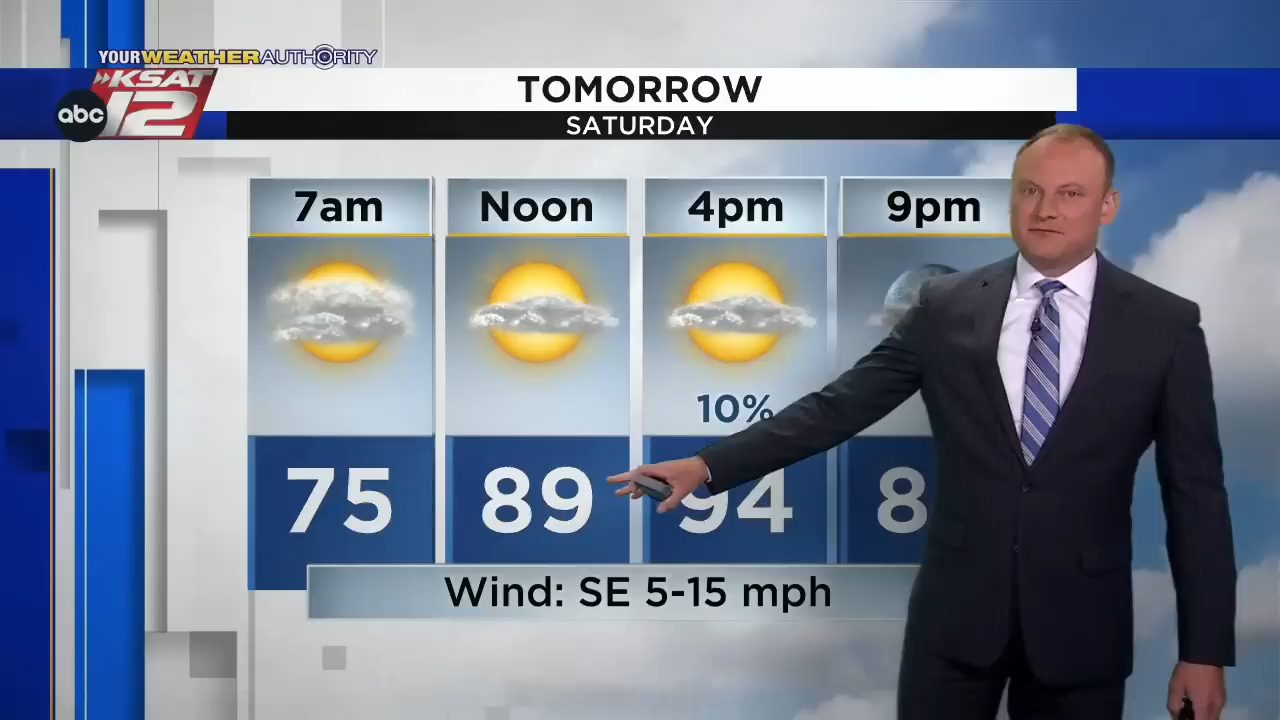 YOURWEATHERAUTHORITY
KSAT
abc 12
TOMORROW
SATURDAY
7am Noon 4pm 9pm
10%
75 89 94 8
Wind: SE 5-15 mph